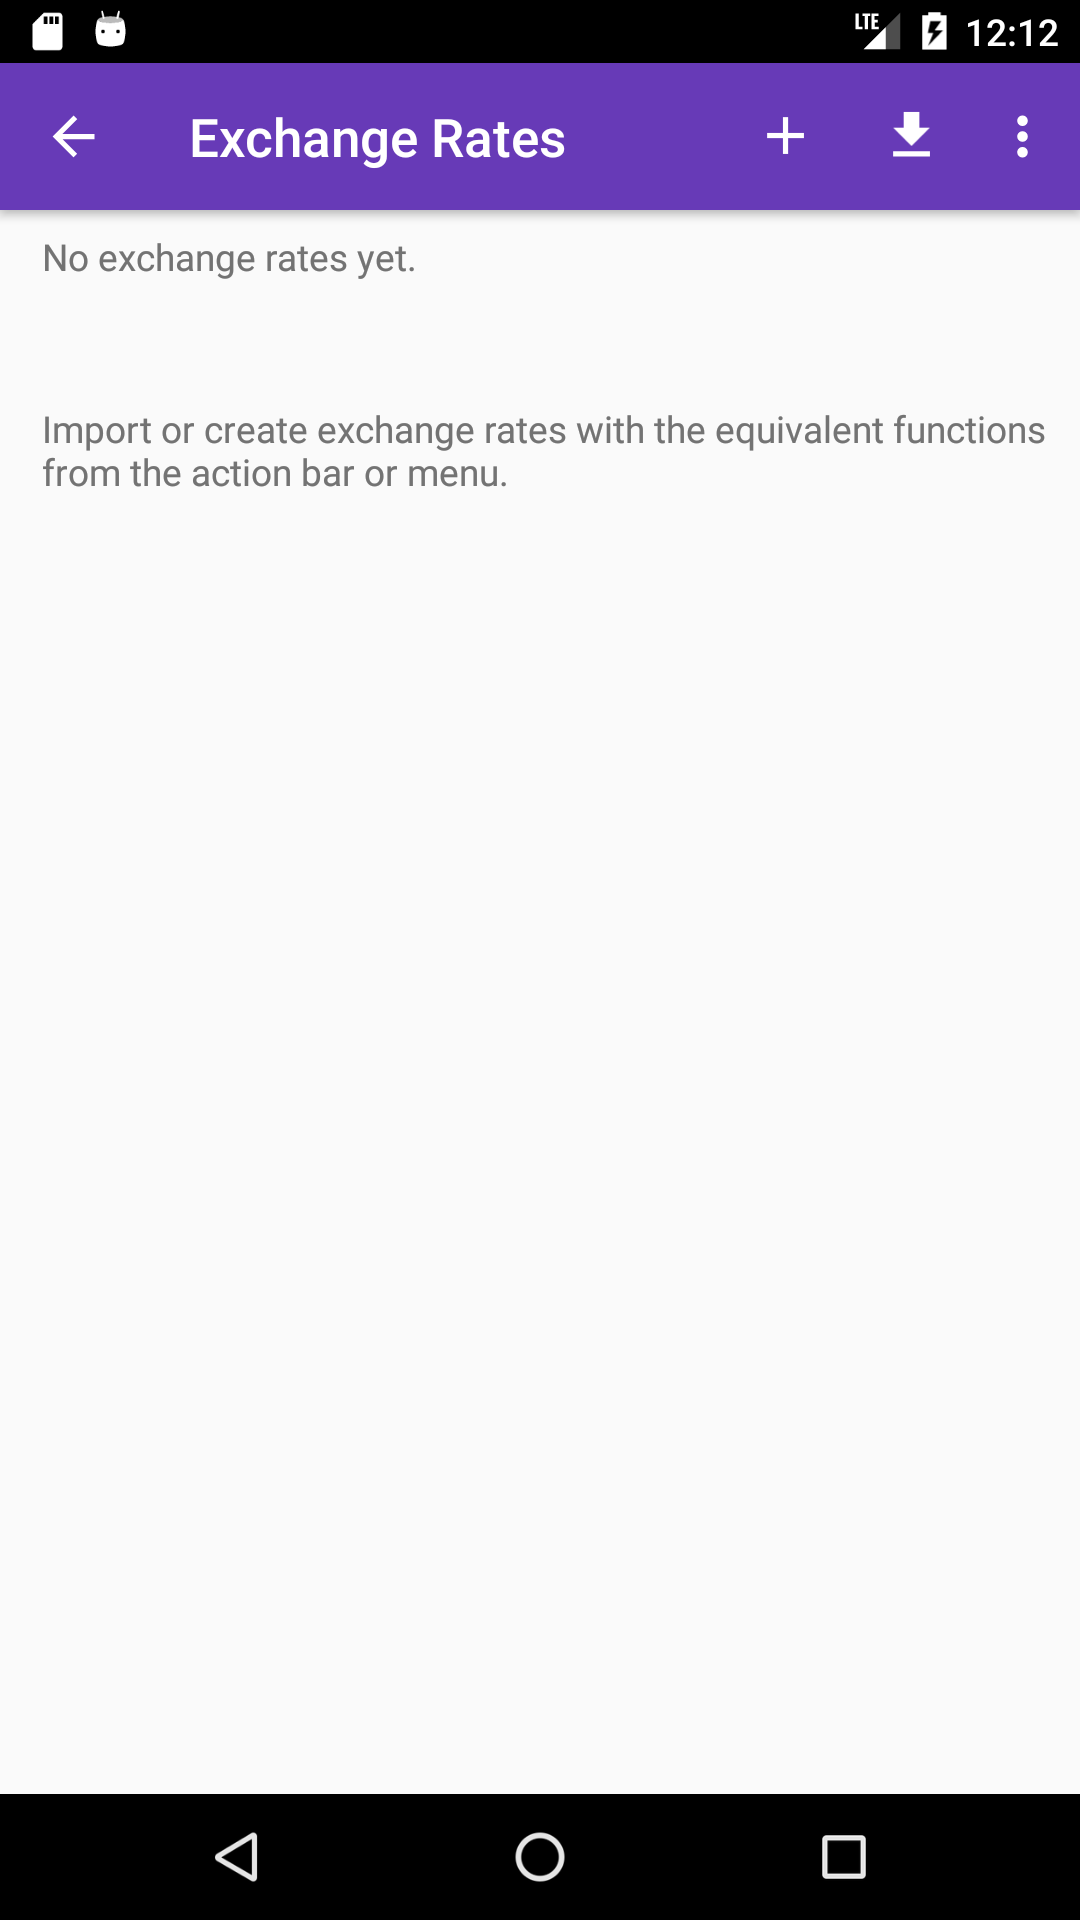 LTE 12:12
Exchange Rates
No exchange rates yet.
Import or create exchange rates with the equivalent functions
from the action bar or menu.